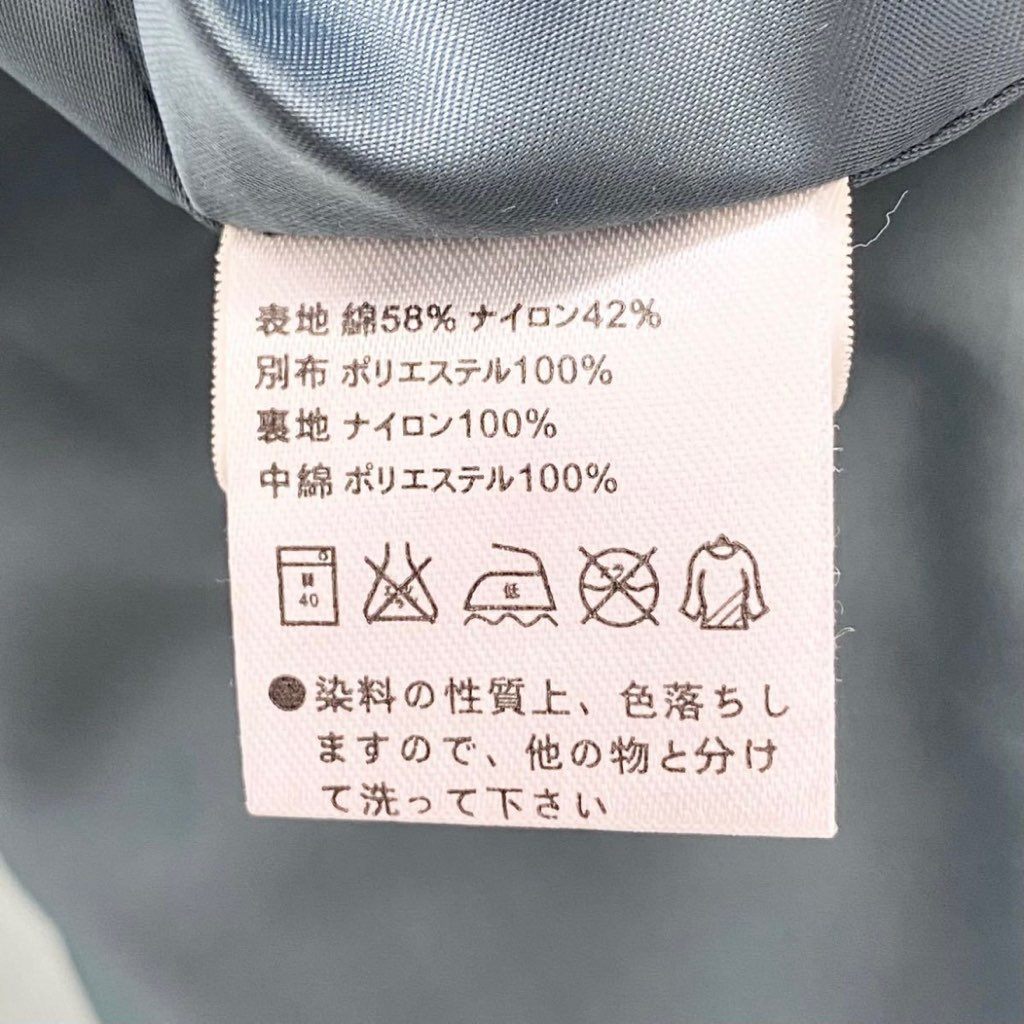 表地 綿58% ナイロン42%
別布 ポリエステル100%
裏地 ナイロン100%
中綿 ポリエステル100%
40
低
●染料の性質上、色落ちし
ますので、他の物と分け
て洗って下さい